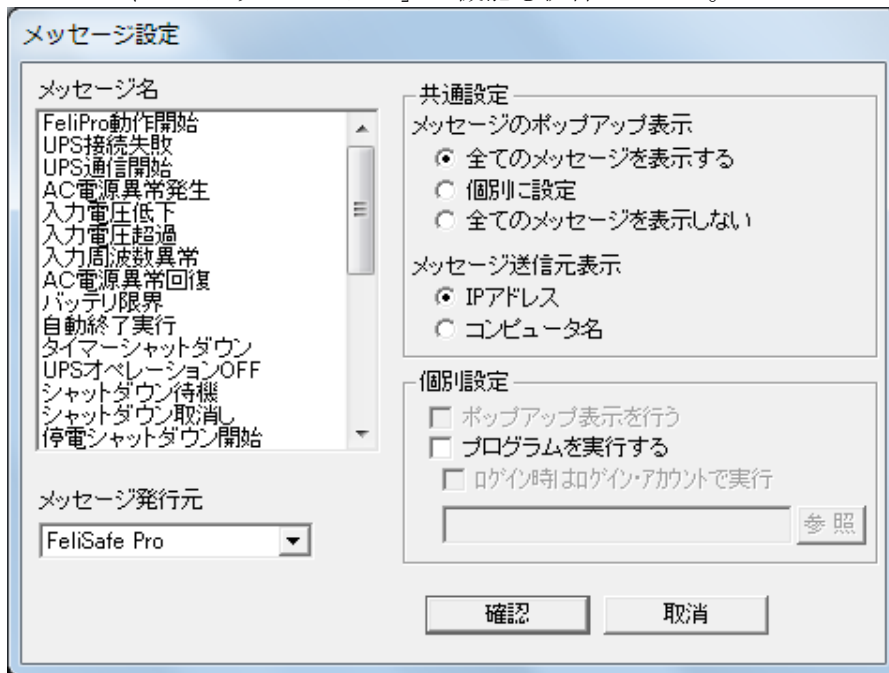 メッセージ設定
メッセージ名
FeliPro動作開始
UPS接続失敗
UPS通信開始
AC電源異常発生
入力電圧低下
入力電圧超過
入力周波数異常
AC電源異常回復
バッテリ限界
自動終了実行
タイマーシャットダウン
UPSオペレーションOFF
シャットダウン待機
シャットダウン取消し
停電シャットダウン開始
メッセージ発行元
FeliSafe Pro
共通設定
メッセージのポップアップ表示
全てのメッセージを表示する
個別に設定
全てのメッセージを表示しない
メッセージ送信元表示
IPアドレス
コンピュータ名
個別設定
ポップアップ表示を行う
プログラムを実行する
ログイン時はログイン・アカウントで実行
参照
確認
取消